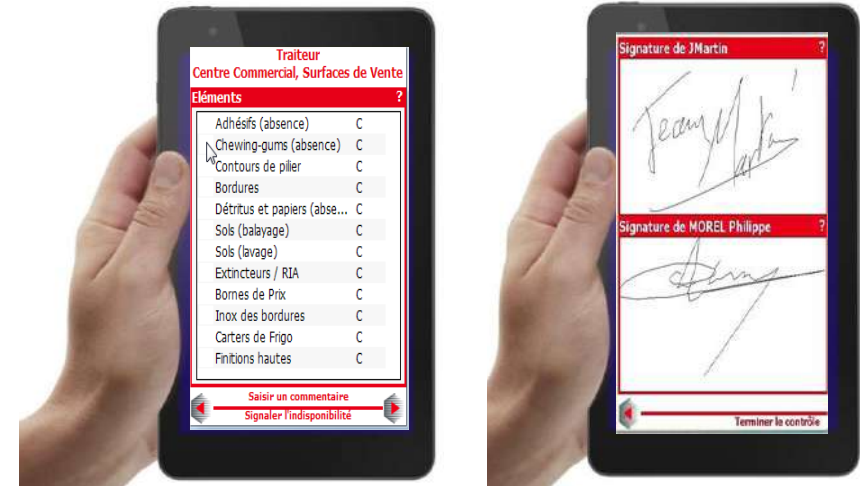 Traiteur
Centre Commercial, Surfaces de Vente
Eléments ?
Adhésifs (absence) C
Chewing-gums (absence) C
Contours de pilier C
Bordures C
Détritus et papiers (abse... C
Sols (balayage) C
Sols (lavage) C
Extincteurs / RIA C
Bornes de Prix C
Inox des bordures C
Carters de Frigo C
Finitions hautes C
Saisir un commentaire
Signaler l'indisponibilité
Signature de JMartin ?
Jean Martin
Signature de MOREL Philippe ?
Terminer le contrôle